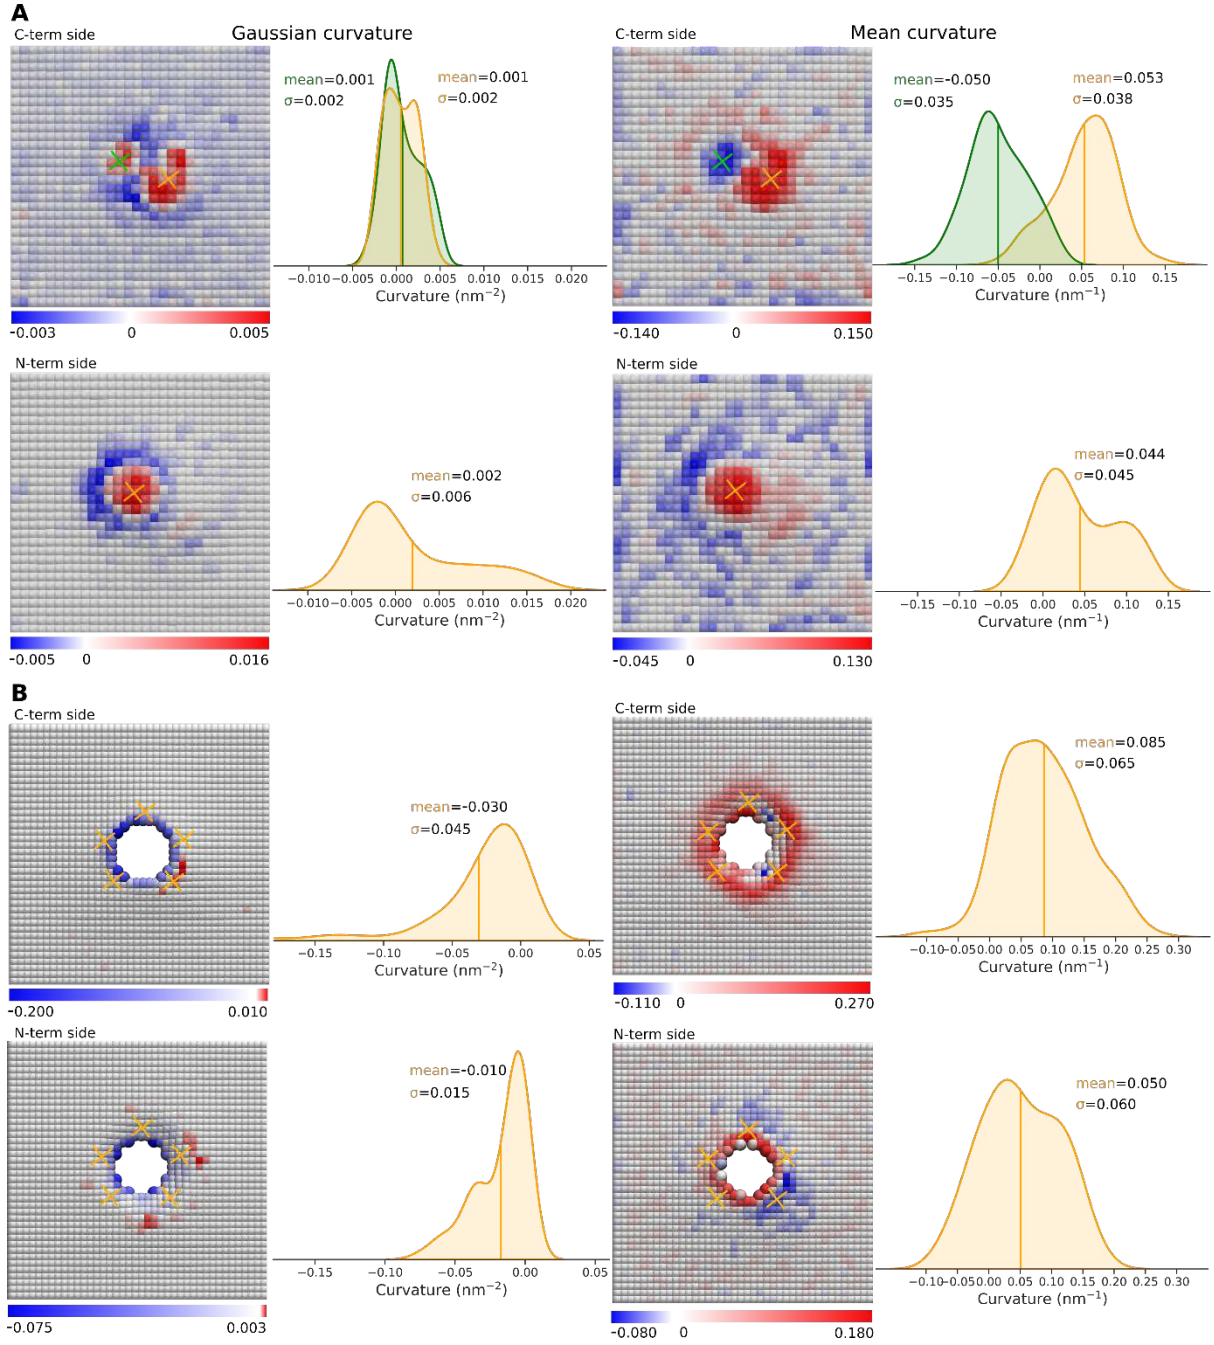 A
Gaussian curvature
Mean curvature
C-term side
mean=0.001
σ=0.002
mean=0.001
σ=0.002
−0.010 −0.005 0.000 0.005 0.010 0.015 0.020
Curvature (nm−2)
-0.003 0 0.005
C-term side
mean=-0.050
σ=0.035
mean=0.053
σ=0.038
−0.15 −0.10 −0.05 0.00 0.05 0.10 0.15
Curvature (nm−1)
-0.140 0 0.150
N-term side
mean=0.002
σ=0.006
−0.010 −0.005 0.000 0.005 0.010 0.015 0.020
Curvature (nm−2)
-0.005 0 0.016
N-term side
mean=0.044
σ=0.045
−0.15 −0.10 −0.05 0.00 0.05 0.10 0.15
Curvature (nm−1)
-0.045 0 0.130
B
C-term side
mean=-0.030
σ=0.045
−0.15 −0.10 −0.05 0.00 0.05
Curvature (nm−2)
-0.200 0.010
C-term side
mean=0.085
σ=0.065
−0.10 −0.05 0.00 0.05 0.10 0.15 0.20 0.25 0.30
Curvature (nm−1)
-0.110 0 0.270
N-term side
mean=-0.010
σ=0.015
−0.15 −0.10 −0.05 0.00 0.05
Curvature (nm−2)
-0.075 0.003
N-term side
mean=0.050
σ=0.060
−0.10 −0.05 0.00 0.05 0.10 0.15 0.20 0.25 0.30
Curvature (nm−1)
-0.080 0 0.180